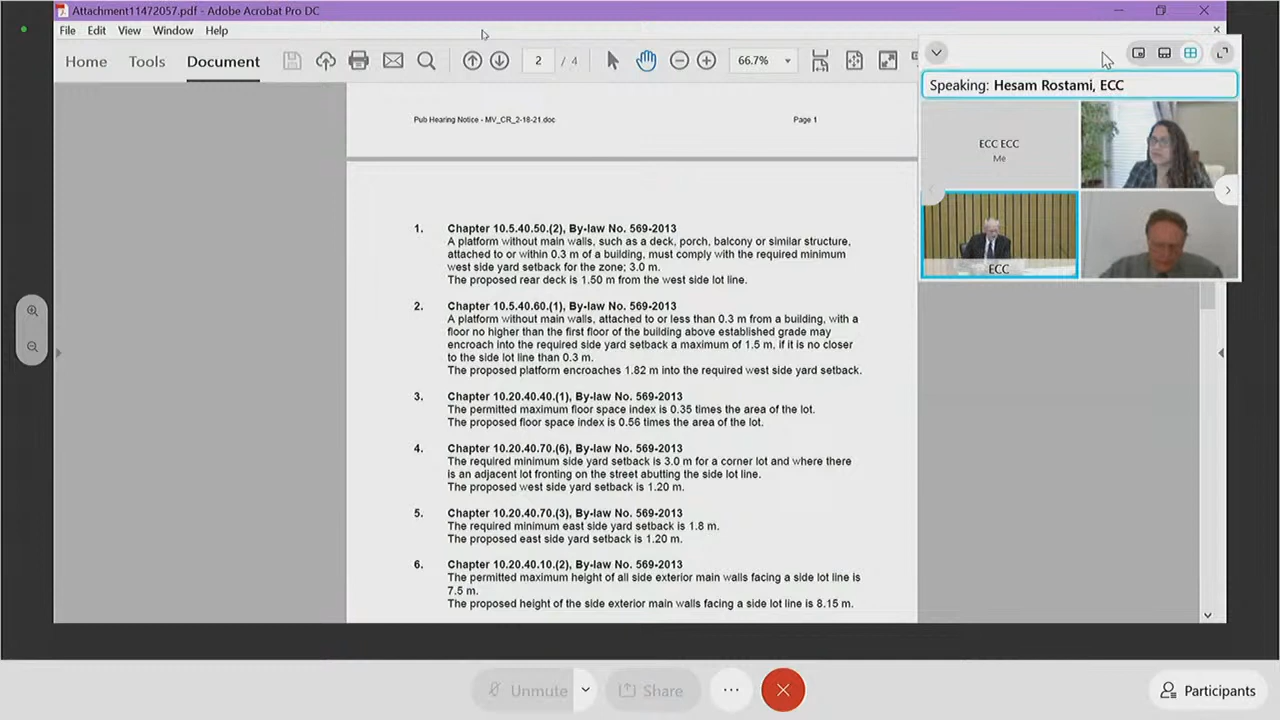 Attachment11472057.pdf - Adobe Acrobat Pro DC
File Edit View Window Help
Home Tools Document 2 / 4 66.7%
Speaking: Hesam Rostami, ECC
ECC ECC
Me
ECC
Pub Hearing Notice - MV_CR_2-18-21.doc Page 1
1. Chapter 10.5.40.50.(2), By-law No. 569-2013
A platform without main walls, such as a deck, porch, balcony or similar structure,
attached to or within 0.3 m of a building, must comply with the required minimum
west side yard setback for the zone; 3.0 m.
The proposed rear deck is 1.50 m from the west side lot line.
2. Chapter 10.5.40.60.(1), By-law No. 569-2013
A platform without main walls, attached to or less than 0.3 m from a building, with a
floor no higher than the first floor of the building above established grade may
encroach into the required side yard setback a maximum of 1.5 m, if it is no closer
to the side lot line than 0.3 m.
The proposed platform encroaches 1.82 m into the required west side yard setback.
3. Chapter 10.20.40.40.(1), By-law No. 569-2013
The permitted maximum floor space index is 0.35 times the area of the lot.
The proposed floor space index is 0.56 times the area of the lot.
4. Chapter 10.20.40.70.(6), By-law No. 569-2013
The required minimum side yard setback is 3.0 m for a corner lot and where there
is an adjacent lot fronting on the street abutting the side lot line.
The proposed west side yard setback is 1.20 m.
5. Chapter 10.20.40.70.(3), By-law No. 569-2013
The required minimum east side yard setback is 1.8 m.
The proposed east side yard setback is 1.20 m.
6. Chapter 10.20.40.10.(2), By-law No. 569-2013
The permitted maximum height of all side exterior main walls facing a side lot line is
7.5 m.
The proposed height of the side exterior main walls facing a side lot line is 8.15 m.
Unmute Share Participants